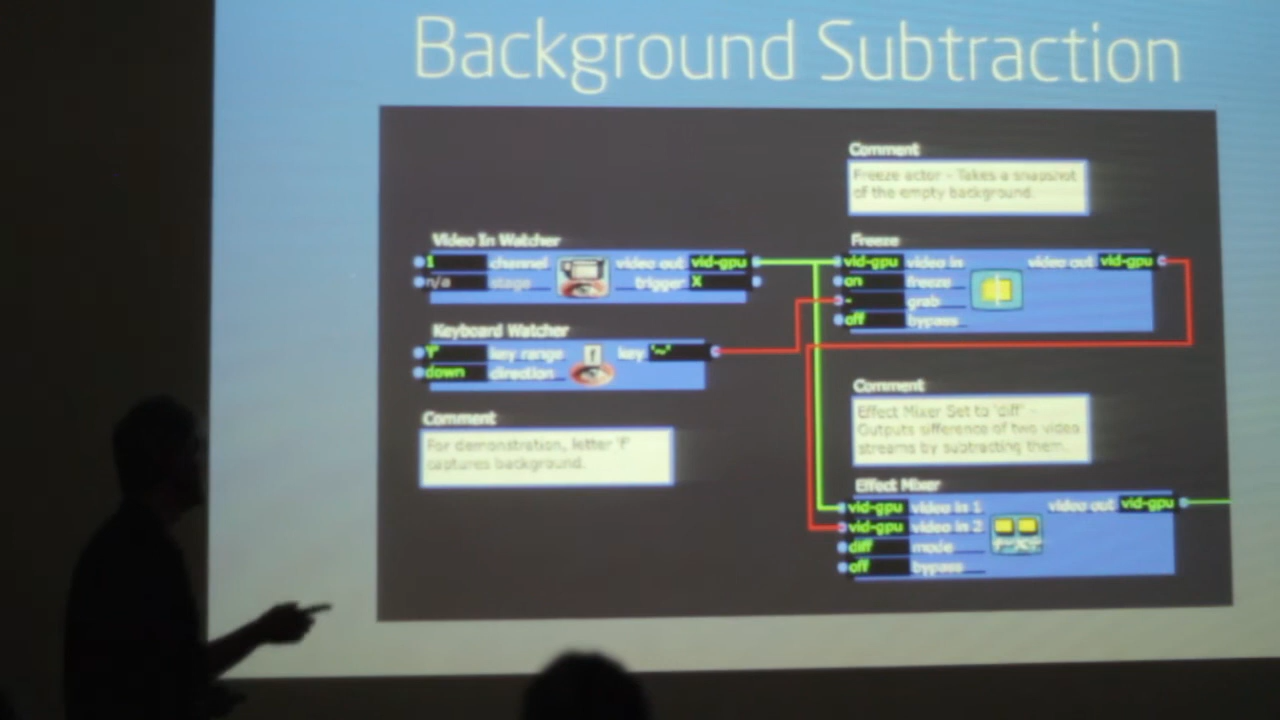 Background Subtraction
Comment
Freeze actor - Takes a snapshot
of the empty background.
Video In Watcher
1 channel video out vid-gpu
n/a stage trigger X
Freeze
vid-gpu video in video out vid-gpu
on freeze
- grab
off bypass
Keyboard Watcher
'f' key range f key '~'
down direction
Comment
For demonstration, letter 'f'
captures background.
Comment
Effect Mixer Set to 'diff' -
Outputs difference of two video
streams by subtracting them.
Effect Mixer
vid-gpu video in 1 video out vid-gpu
vid-gpu video in 2
diff mode
off bypass